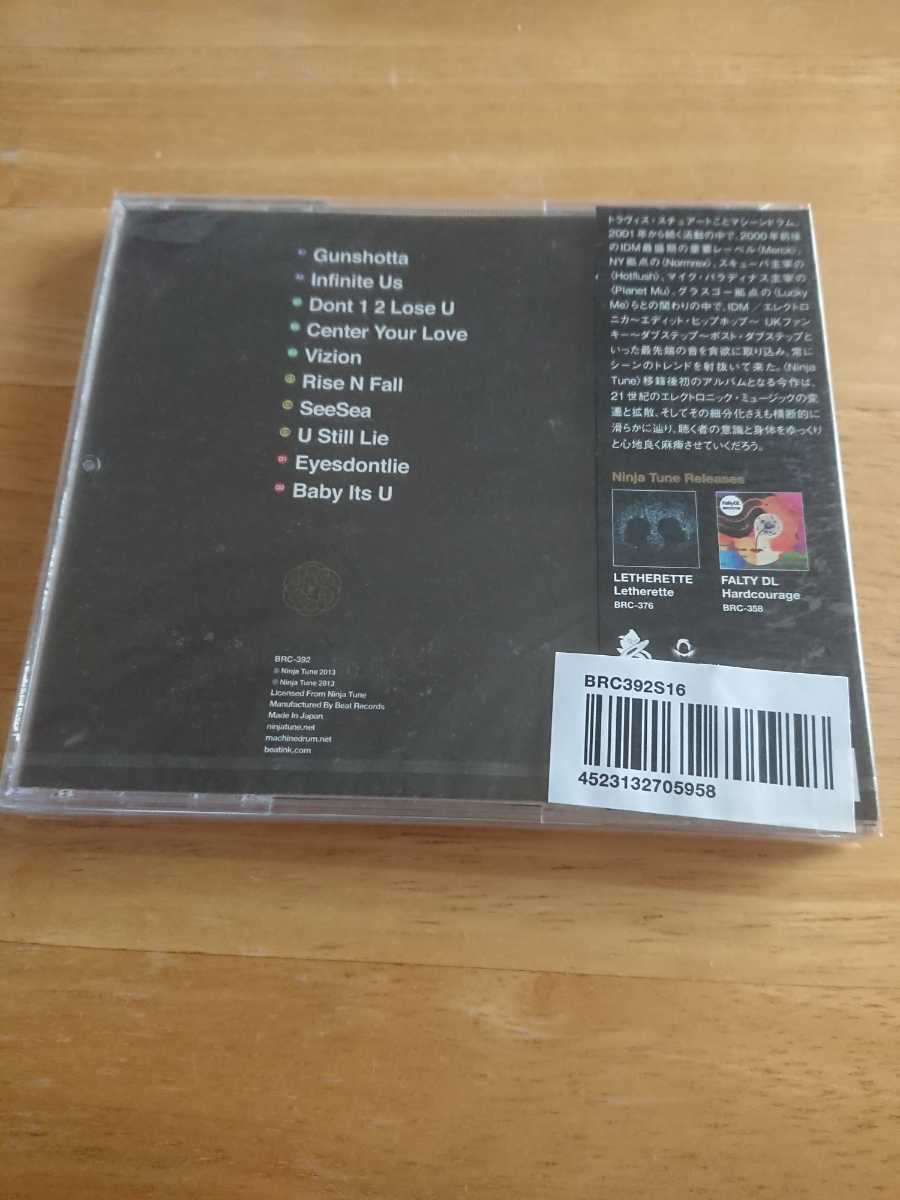 Gunshotta
Infinite Us
Dont 1 2 Lose U
Center Your Love
Vizion
Rise N Fall
SeeSea
U Still Lie
Eyesdontlie
Baby Its U
BRC-392
℗ Ninja Tune 2013
© Ninja Tune 2013
Licensed From Ninja Tune
Manufactured By Beat Records
Made In Japan
ninjatune.net
machinedrum.net
beatink.com
トラヴィス・スチュアートことマシーンドラム。
2001年から続く活動の中で、2000年前後
のIDM最盛期の重要レーベル〈Merck〉、
NY拠点の〈Normrex〉、スキューバ主宰の
〈Hotflush〉、マイク・パラディナス主宰の
〈Planet Mu〉、グラスゴー拠点の〈Lucky
Me〉らとの関わりの中で、IDM／エレクトロ
ニカ～エディット・ヒップホップ～ UKファン
キー～ダブステップ～ポスト・ダブステップと
いった最先端の音を貪欲に取り込み、常に
シーンのトレンドを射抜いて来た。〈Ninja
Tune〉移籍後初のアルバムとなる今作は、
21世紀のエレクトロニック・ミュージックの変
遷と拡散、そしてその細分化さえも横断的に
滑らかに辿り、聴く者の意識と身体をゆっくり
と心地良く麻痺させていくだろう。
Ninja Tune Releases
LETHERETTE
Letherette
BRC-376
FALTY DL
Hardcourage
BRC-358
BRC392S16
4523132705958